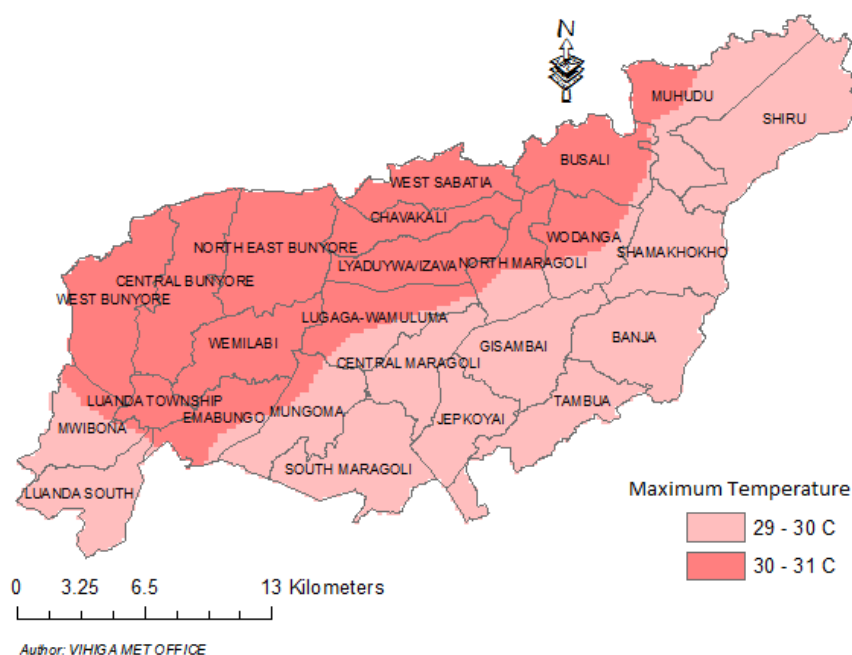 N
MUHUDU
SHIRU
BUSALI
WEST SABATIA
CHAVAKALI
WODANGA
NORTH EAST BUNYORE
SHAMAKHOKHO
LYADUYWA/IZAVA
NORTH MARAGOLI
CENTRAL BUNYORE
WEST BUNYORE
LUGAGA-WAMULUMA
WEMILABI
GISAMBAI
BANJA
CENTRAL MARAGOLI
LUANDA TOWNSHIP
TAMBUA
MUNGOMA
EMABUNGO
JEPKOYAI
MWIBONA
SOUTH MARAGOLI
LUANDA SOUTH
Maximum Temperature
29 - 30 C
30 - 31 C
0 3.25 6.5 13 Kilometers
Author: VIHIGA MET OFFICE